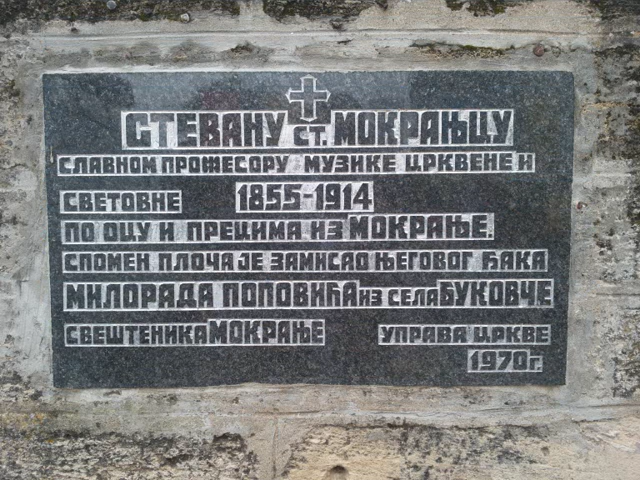 СТЕВАНУ СТ. МОКРАЊЦУ
СЛАВНОМ ПРОФЕСОРУ МУЗИКЕ ЦРКВЕНЕ И
СВЕТОВНЕ 1855-1914
ПО ОЦУ И ПРЕЦИМА ИЗ МОКРАЊЕ.
СПОМЕН ПЛОЧА ЈЕ ЗАМИСАО ЊЕГОВОГ ЂАКА
МИЛОРАДА ПОПОВИЋА ИЗ СЕЛА БУКОВЧЕ
СВЕШТЕНИКА МОКРАЊЕ УПРАВА ЦРКВЕ
1970г.